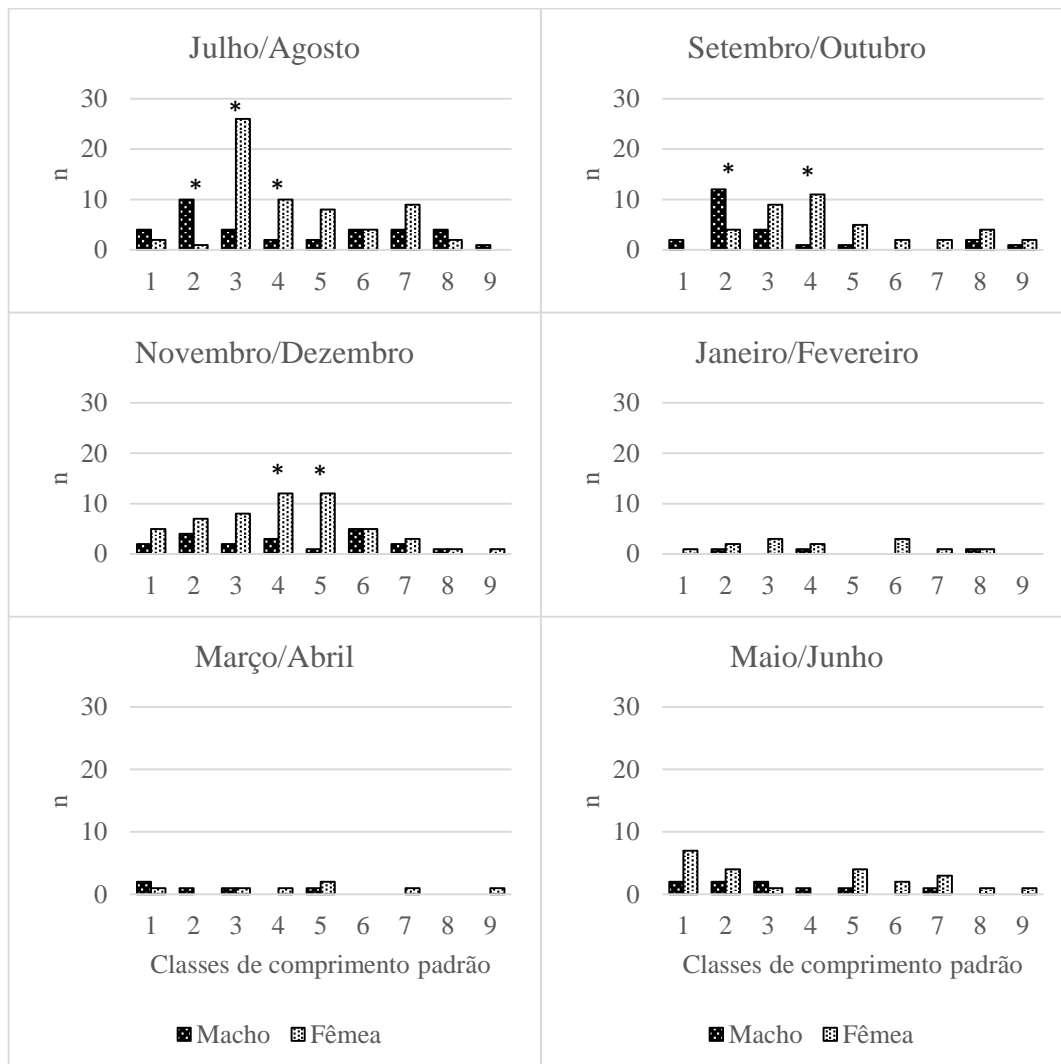 Julho/Agosto
30
20
10
0
n
* * *
1 2 3 4 5 6 7 8 9
Setembro/Outubro
30
20
10
0
n
* *
1 2 3 4 5 6 7 8 9
Novembro/Dezembro
30
20
10
0
n
* *
1 2 3 4 5 6 7 8 9
Janeiro/Fevereiro
30
20
10
0
n
1 2 3 4 5 6 7 8 9
Março/Abril
30
20
10
0
n
1 2 3 4 5 6 7 8 9
Classes de comprimento padrão
Macho Fêmea
Maio/Junho
30
20
10
0
n
1 2 3 4 5 6 7 8 9
Classes de comprimento padrão
Macho Fêmea